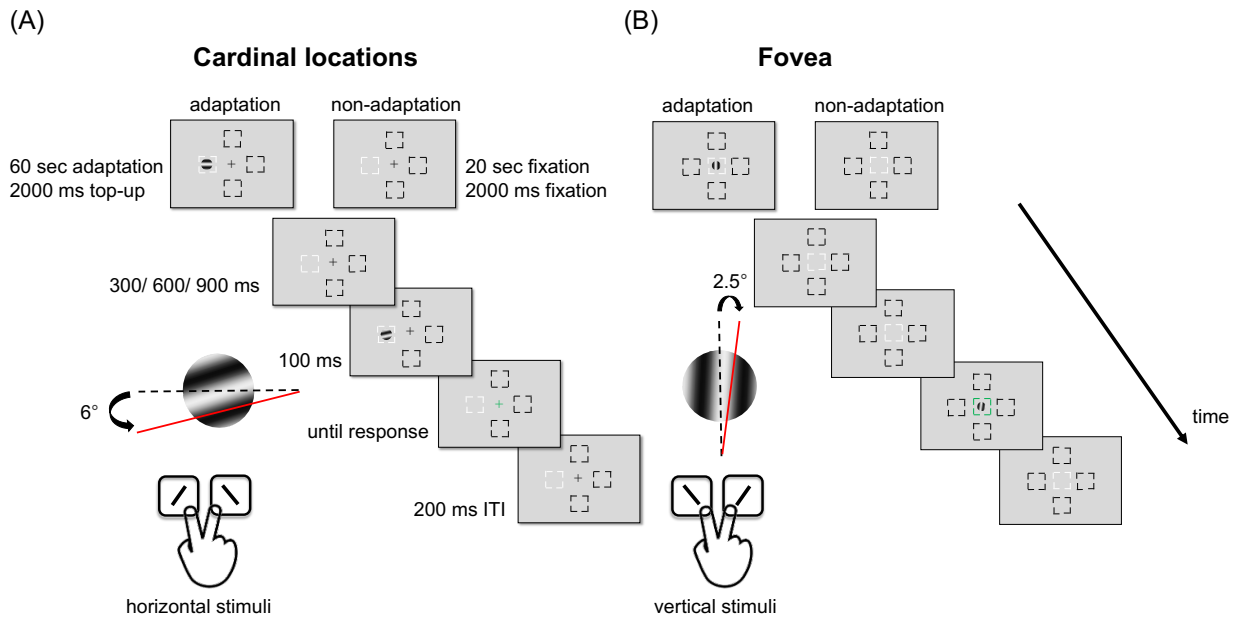 (A)
Cardinal locations
adaptation
non-adaptation
60 sec adaptation
2000 ms top-up
20 sec fixation
2000 ms fixation
300/ 600/ 900 ms
100 ms
6°
until response
200 ms ITI
horizontal stimuli
(B)
Fovea
adaptation
non-adaptation
2.5°
time
vertical stimuli